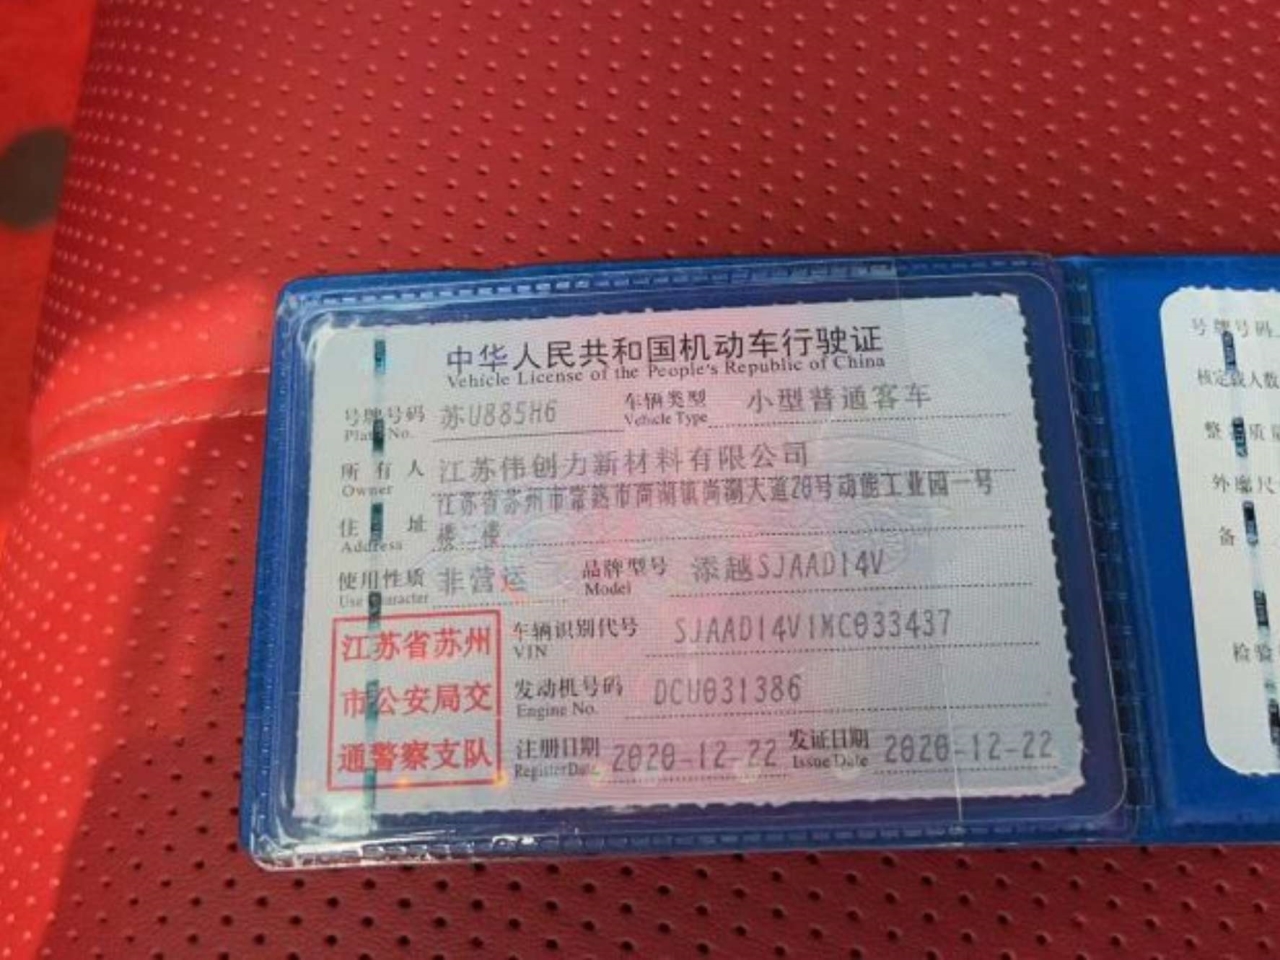 中华人民共和国机动车行驶证
Vehicle License of the People's Republic of China
号牌号码 苏U885H6 车辆类型 小型普通客车
Plate No. Vehicle Type
所有人 江苏伟创力新材料有限公司
Owner
住址 江苏省苏州市常熟市尚湖镇尚湖大道20号动能工业园一号
Address 楼二楼
使用性质 非营运 品牌型号 添越SJAAD14V
Use Character Model
江苏省苏州
市公安局交
通警察支队
车辆识别代号 SJAAD14V1MC033437
VIN
发动机号码 DCU031386
Engine No.
注册日期 2020-12-22 发证日期 2020-12-22
Register Date Issue Date
号牌号码
核定载人数
整 质量
外廓尺
备
检验